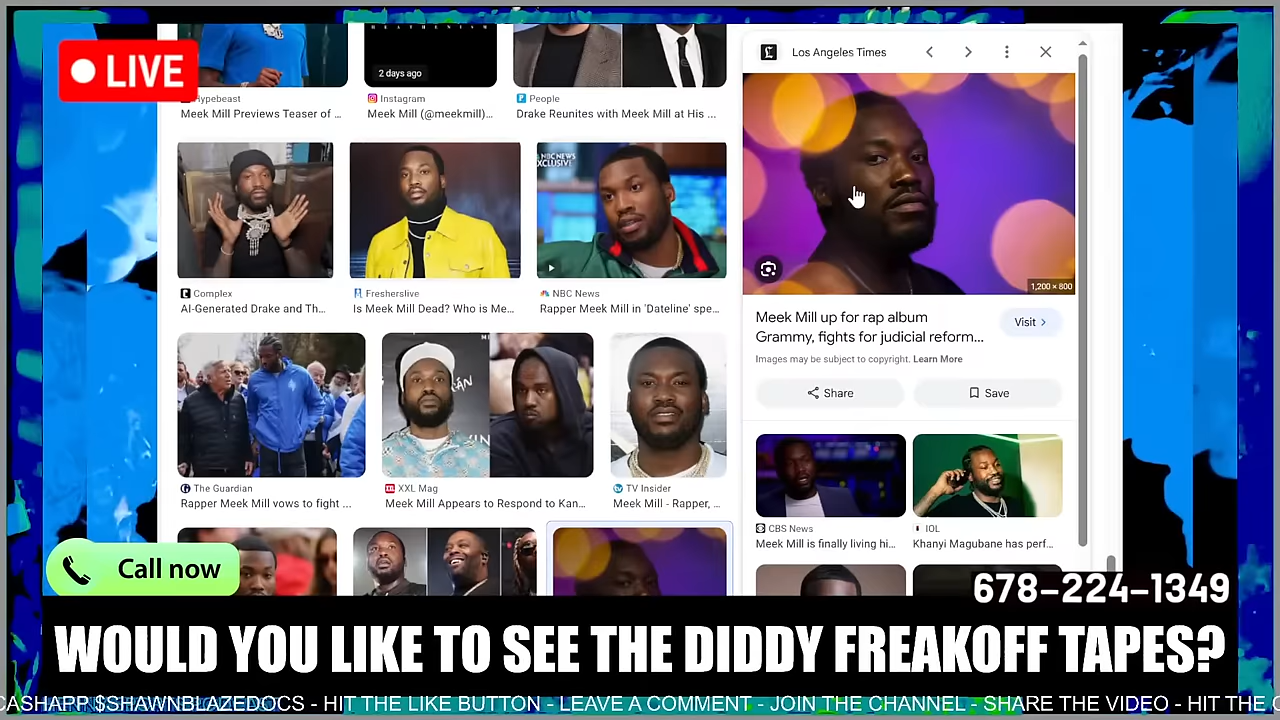 LIVE
HEATHENISM
2 days ago
Hypebeast
Meek Mill Previews Teaser of ...
Instagram
Meek Mill (@meekmill)...
People
Drake Reunites with Meek Mill at His ...
Los Angeles Times
NBC NEWS
EXCLUSIVE
Complex
AI-Generated Drake and Th...
Fresherslive
Is Meek Mill Dead? Who is Me...
NBC News
Rapper Meek Mill in 'Dateline' spe...
1,200 × 800
Meek Mill up for rap album
Grammy, fights for judicial reform...
Visit
Images may be subject to copyright. Learn More
Share
Save
The Guardian
Rapper Meek Mill vows to fight ...
XXL Mag
Meek Mill Appears to Respond to Kan...
TV Insider
Meek Mill - Rapper, ...
CBS News
Meek Mill is finally living hi...
IOL
Khanyi Magubane has perf...
Call now
678-224-1349
WOULD YOU LIKE TO SEE THE DIDDY FREAKOFF TAPES?
CASHAPP $SHAWNBLAZEDOCS - HIT THE LIKE BUTTON - LEAVE A COMMENT - JOIN THE CHANNEL - SHARE THE VIDEO - HIT THE